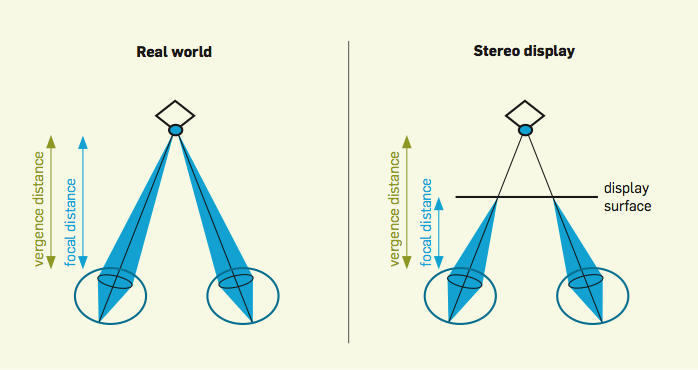 Real world
vergence distance
focal distance
Stereo display
vergence distance
focal distance
display
surface